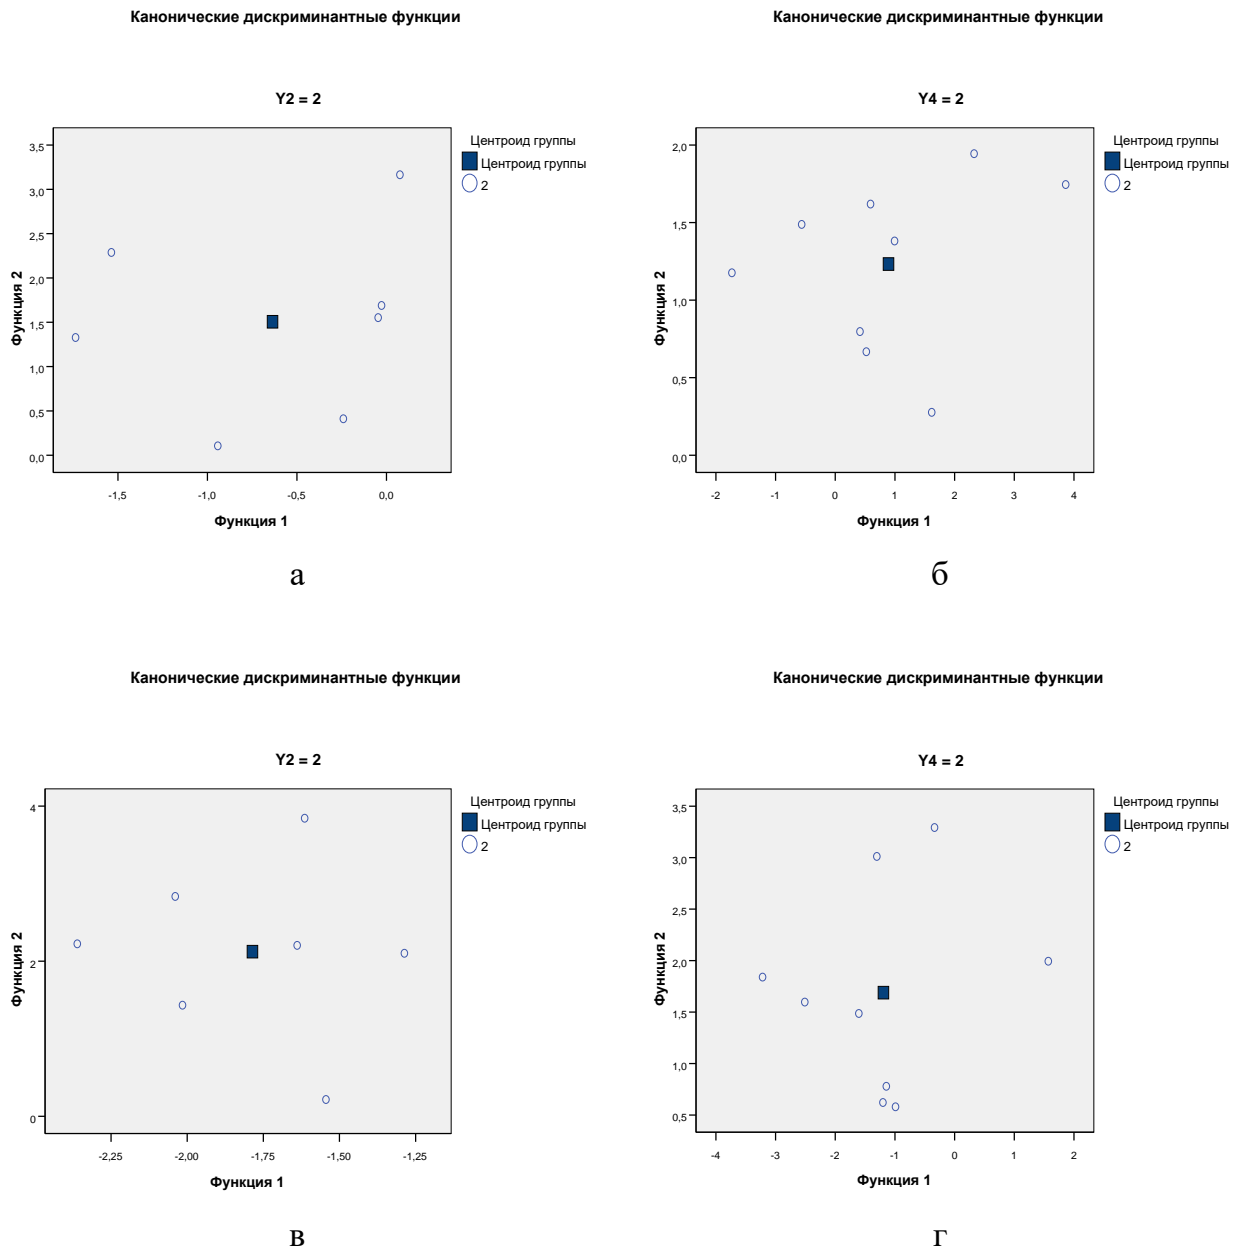 Канонические дискриминантные функции
Y2 = 2
3,5
3,0
2,5
2,0
1,5
1,0
0,5
0,0
Функция 2
-1,5
-1,0
-0,5
0,0
Функция 1
Центроид группы
Центроид группы
2
а
Канонические дискриминантные функции
Y4 = 2
2,0
1,5
1,0
0,5
0,0
Функция 2
-2
-1
0
1
2
3
4
Функция 1
Центроид группы
Центроид группы
2
б
Канонические дискриминантные функции
Y2 = 2
4
2
0
Функция 2
-2,25
-2,00
-1,75
-1,50
-1,25
Функция 1
Центроид группы
Центроид группы
2
в
Канонические дискриминантные функции
Y4 = 2
3,5
3,0
2,5
2,0
1,5
1,0
0,5
Функция 2
-4
-3
-2
-1
0
1
2
Функция 1
Центроид группы
Центроид группы
2
г